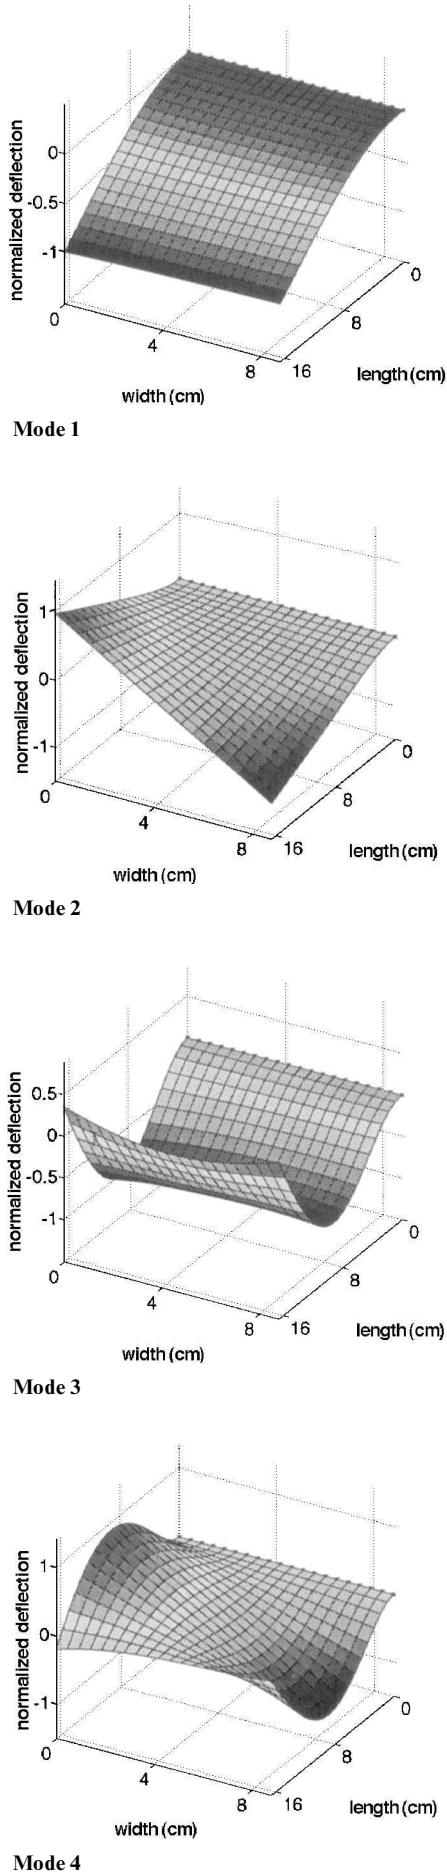 normalized deflection
0
-0.5
-1
0
4
8
width (cm)
0
8
16
length (cm)
Mode 1
normalized deflection
1
0
-1
0
4
8
width (cm)
0
8
16
length (cm)
Mode 2
normalized deflection
0.5
0
-0.5
-1
0
4
8
width (cm)
0
8
16
length (cm)
Mode 3
normalized deflection
1
0
-1
0
4
8
width (cm)
0
8
16
length (cm)
Mode 4